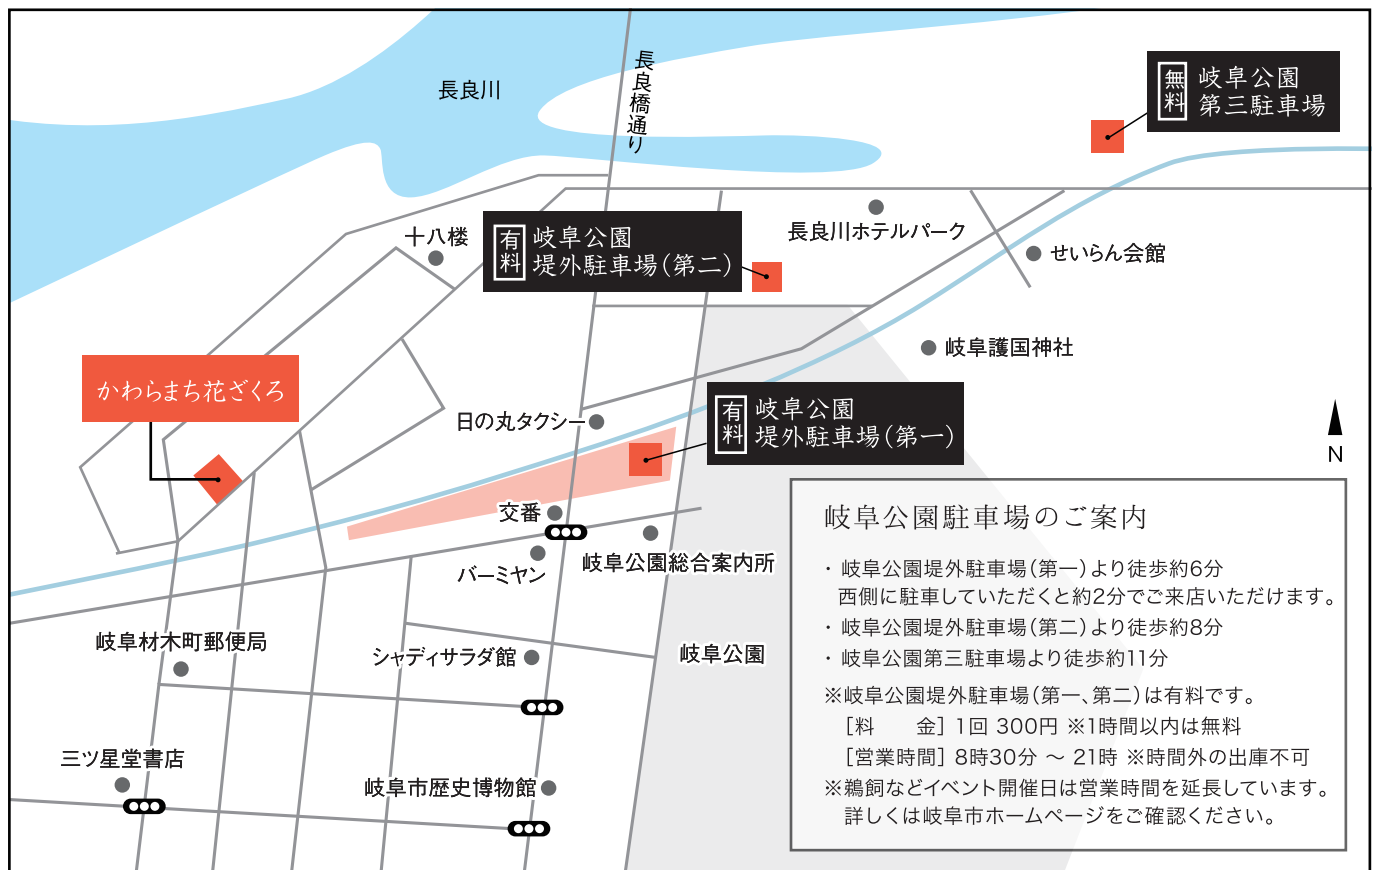 長良川
長良橋通り
無料
岐阜公園
第三駐車場
十八楼
有料
岐阜公園
堤外駐車場（第二）
長良川ホテルパーク
せいらん会館
岐阜護国神社
かわらまち花ざくろ
日の丸タクシー
有料
岐阜公園
堤外駐車場（第一）
N
交番
バーミヤン
岐阜公園総合案内所
岐阜材木町郵便局
シャディサラダ館
岐阜公園
三ツ星堂書店
岐阜市歴史博物館
岐阜公園駐車場のご案内
・岐阜公園堤外駐車場（第一）より徒歩約6分
西側に駐車していただくと約2分でご来店いただけます。
・岐阜公園堤外駐車場（第二）より徒歩約8分
・岐阜公園第三駐車場より徒歩約11分
※岐阜公園堤外駐車場（第一、第二）は有料です。
［料　　金］1回 300円 ※1時間以内は無料
［営業時間］8時30分 ～ 21時 ※時間外の出庫不可
※鵜飼などイベント開催日は営業時間を延長しています。
詳しくは岐阜市ホームページをご確認ください。